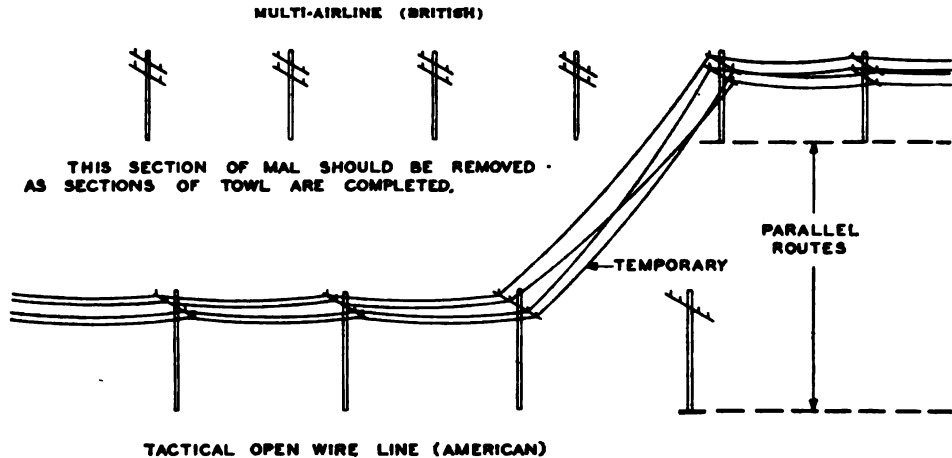 MULTI-AIRLINE (BRITISH)
THIS SECTION OF MAL SHOULD BE REMOVED
AS SECTIONS OF TOWL ARE COMPLETED.
PARALLEL
ROUTES
TEMPORARY
TACTICAL OPEN WIRE LINE (AMERICAN)